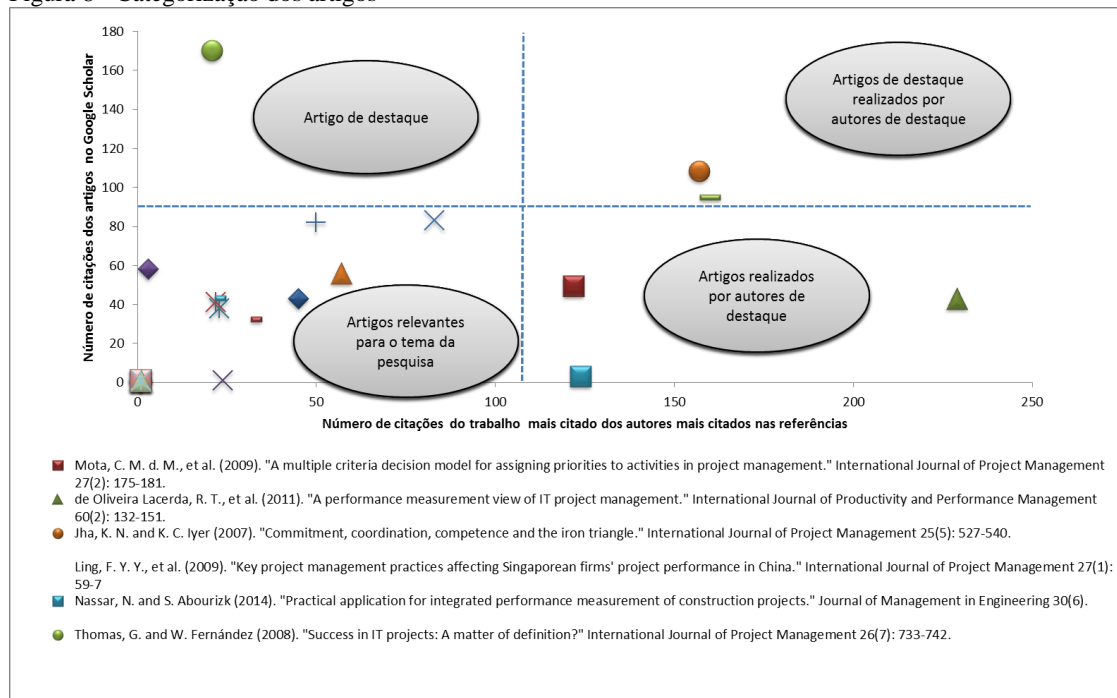 Figura 6 - Categorização dos artigos
Número de citações dos artigos no Google Scholar
180
160
140
120
100
80
60
40
20
0
Artigo de destaque
Artigos de destaque
realizados por
autores de destaque
Artigos relevantes
para o tema da
pesquisa
Artigos realizados
por autores de
destaque
0
50
100
150
200
250
Número de citações do trabalho mais citado dos autores mais citados nas referências
Mota, C. M. d. M., et al. (2009). "A multiple criteria decision model for assigning priorities to activities in project management." International Journal of Project Management
27(2): 175-181.
de Oliveira Lacerda, R. T., et al. (2011). "A performance measurement view of IT project management." International Journal of Productivity and Performance Management
60(2): 132-151.
Jha, K. N. and K. C. Iyer (2007). "Commitment, coordination, competence and the iron triangle." International Journal of Project Management 25(5): 527-540.
Ling, F. Y. Y., et al. (2009). "Key project management practices affecting Singaporean firms' project performance in China." International Journal of Project Management 27(1):
59-7
Nassar, N. and S. Abourizk (2014). "Practical application for integrated performance measurement of construction projects." Journal of Management in Engineering 30(6).
Thomas, G. and W. Fernández (2008). "Success in IT projects: A matter of definition?" International Journal of Project Management 26(7): 733-742.